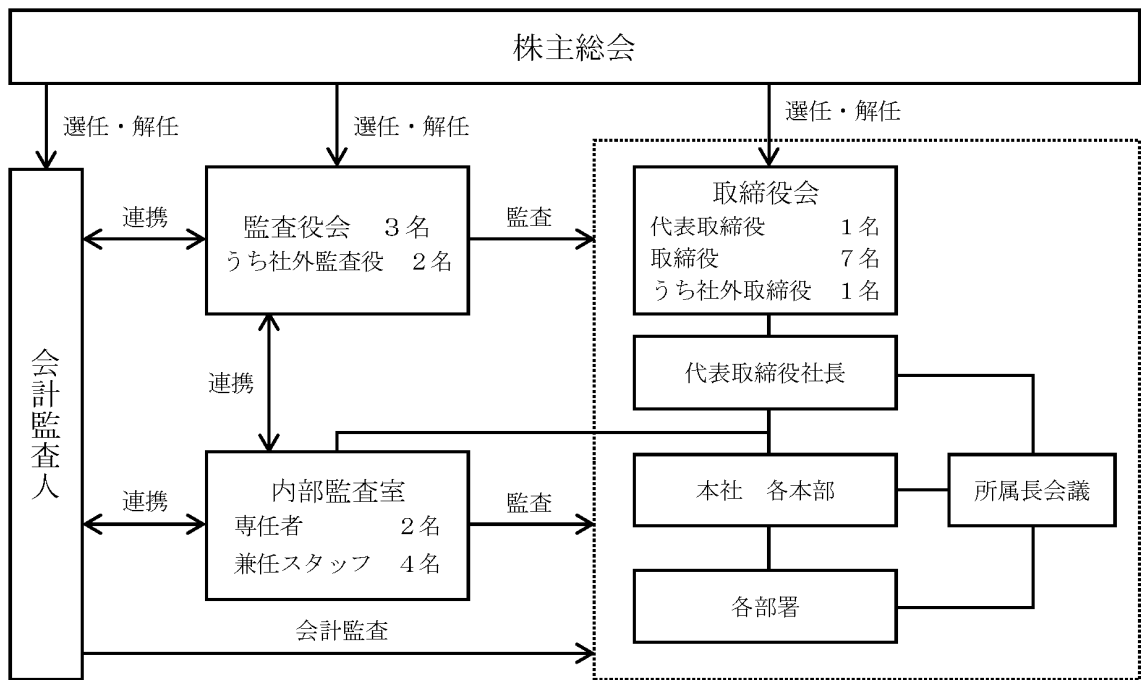 株主総会
選任・解任
選任・解任
選任・解任
会計監査人
連携
監査役会　３名
うち社外監査役　２名
監査
取締役会
代表取締役　１名
取締役　７名
うち社外取締役　１名
連携
代表取締役社長
連携
内部監査室
専任者　２名
兼任スタッフ　４名
監査
本社　各本部
所属長会議
各部署
会計監査